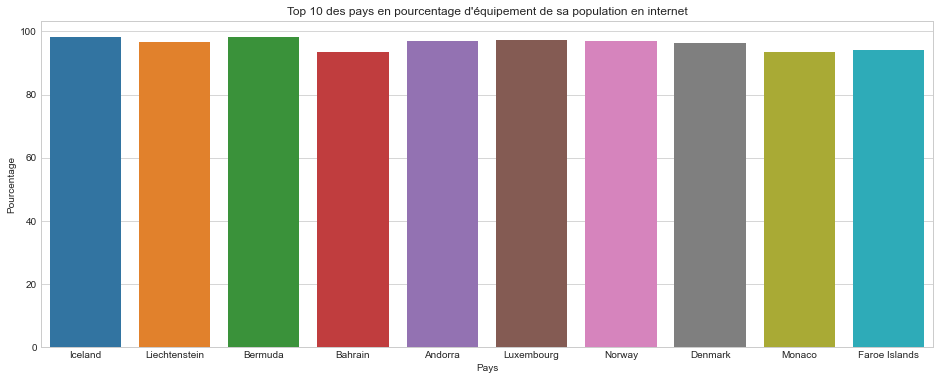 Top 10 des pays en pourcentage d'équipement de sa population en internet
Pourcentage
100
80
60
40
20
0
Iceland Liechtenstein Bermuda Bahrain Andorra Luxembourg Norway Denmark Monaco Faroe Islands
Pays